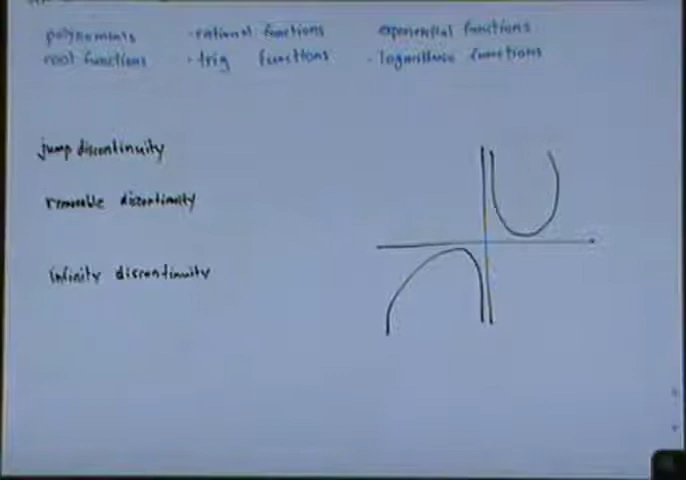 polynomials · rational functions exponential functions
root functions · trig functions · logarithmic functions
jump discontinuity
removable discontinuity
infinity discontinuity